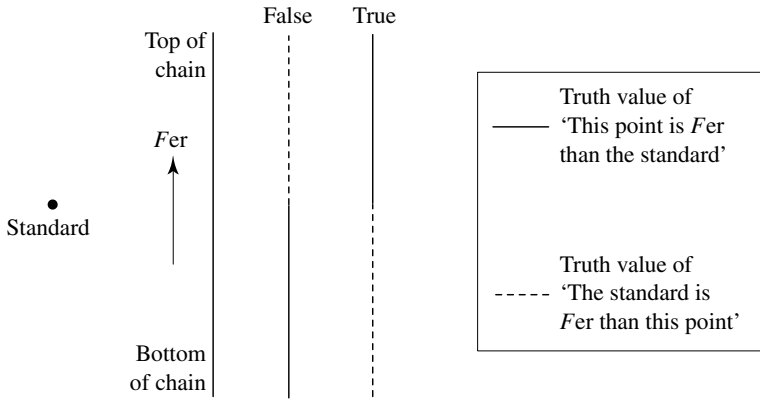 False
True
Top of
chain
Fer
Standard
Bottom
of chain
Truth value of
‘This point is Fer
than the standard’
Truth value of
‘The standard is
Fer than this point’